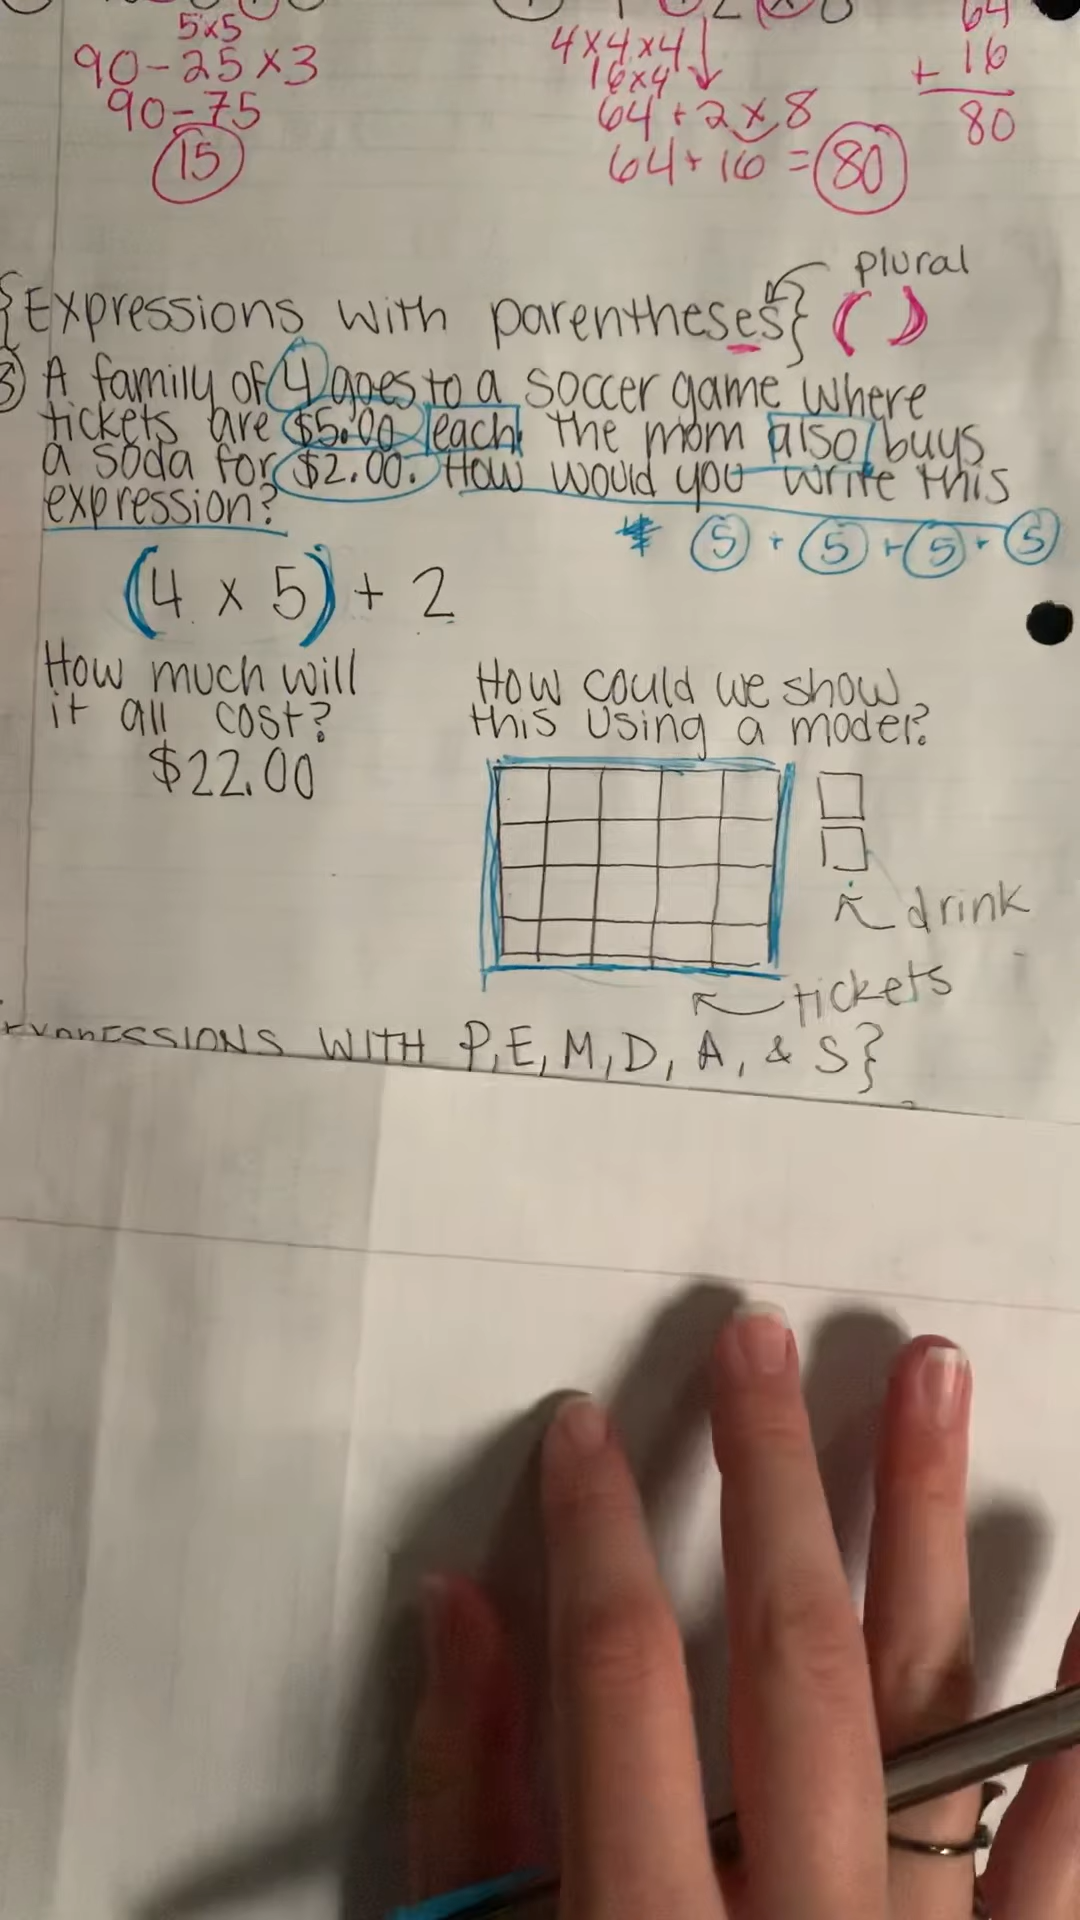 5x5
90-25x3
90-75
15
4x4x4
16x4
64+2x8
64+16 = 80
64
+ 16
80
plural
{Expressions with parentheses} ( )
3 A family of 4 goes to a soccer game where
tickets are $5.00 each. The mom also buys
a soda for $2.00. How would you write this
expression?
* 5 + 5 + 5 + 5
(4 x 5) + 2
How much will
it all cost?
$22.00
How could we show
this using a model?
drink
tickets
WITH P, E, M, D, A, & S}